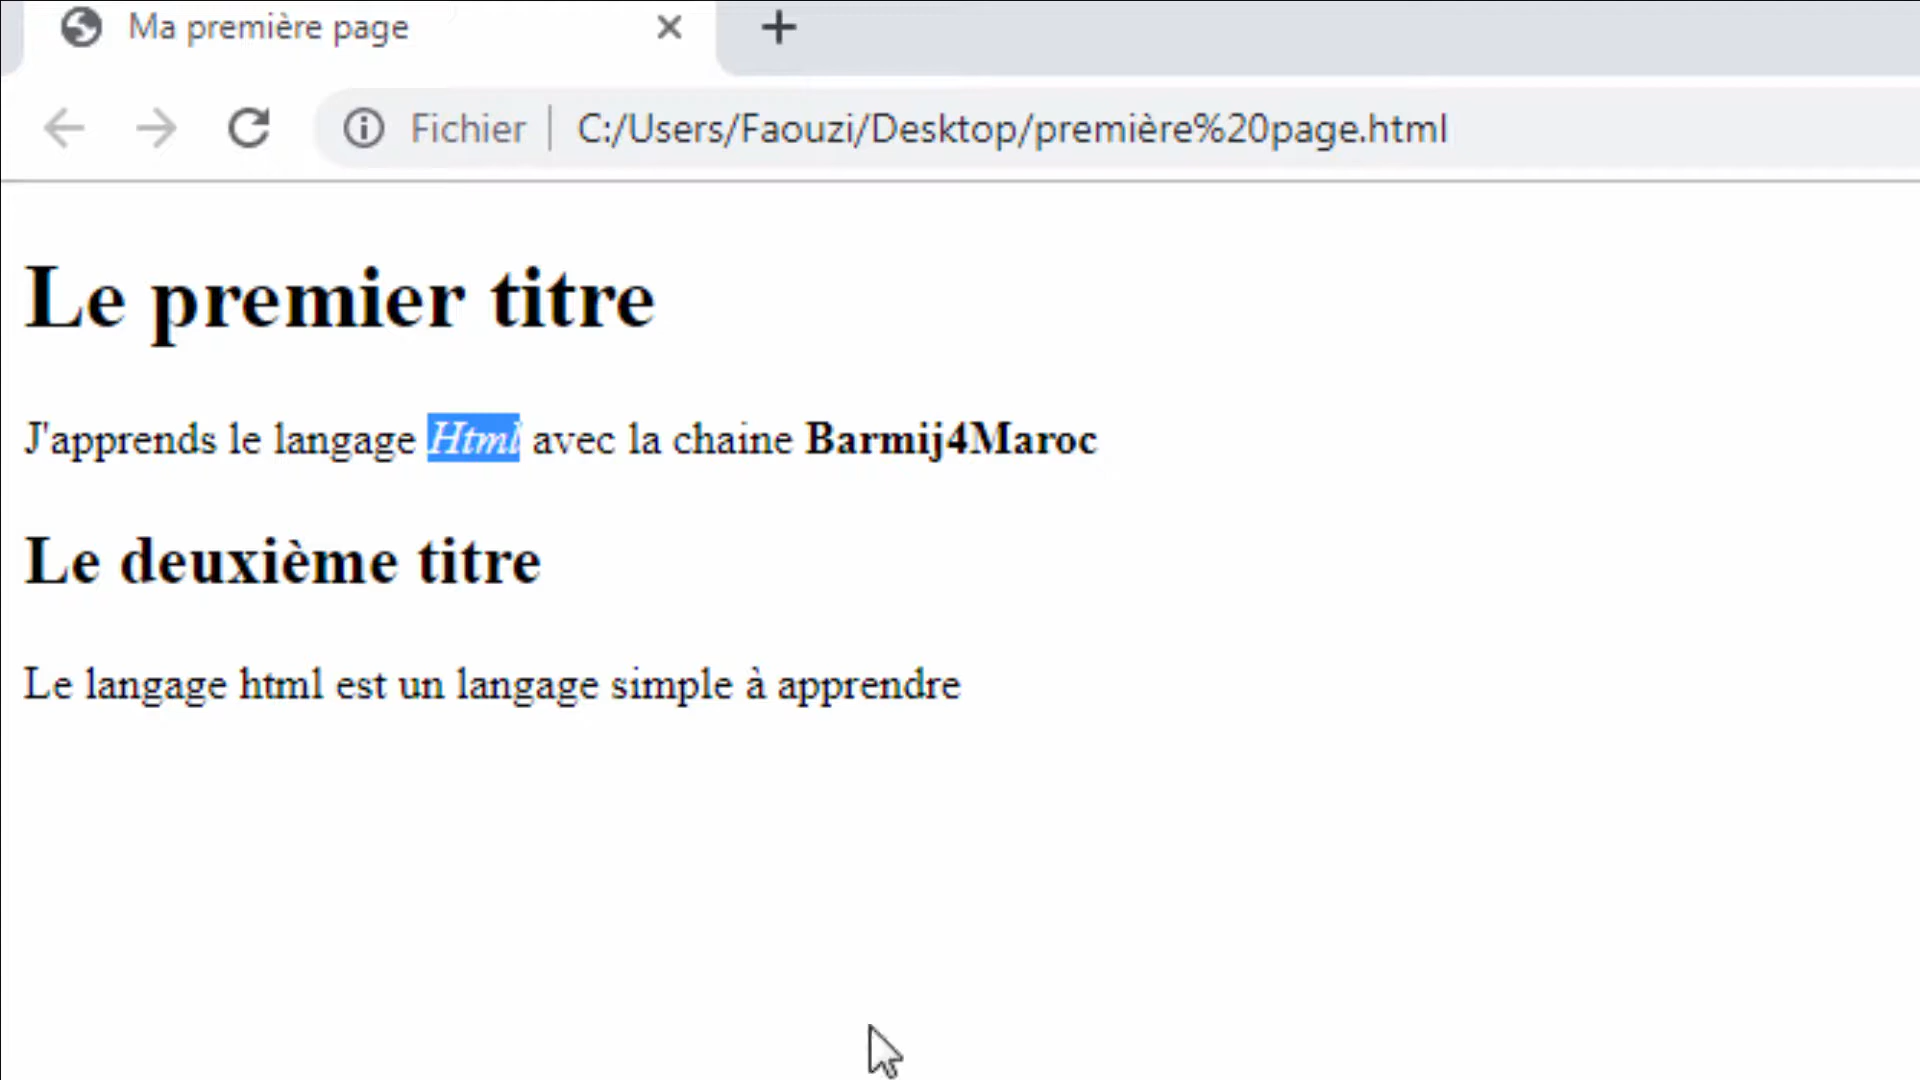 Ma première page
Fichier C:/Users/Faouzi/Desktop/première%20page.html
Le premier titre
J'apprends le langage Html avec la chaine Barmij4Maroc
Le deuxième titre
Le langage html est un langage simple à apprendre